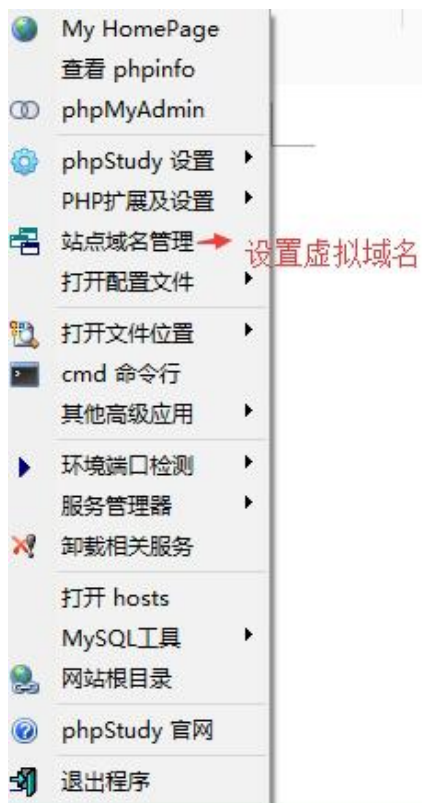 My HomePage
查看 phpinfo
phpMyAdmin
phpStudy 设置
PHP扩展及设置
站点域名管理 设置虚拟域名
打开配置文件
打开文件位置
cmd 命令行
其他高级应用
环境端口检测
服务管理器
卸载相关服务
打开 hosts
MySQL工具
网站根目录
phpStudy 官网
退出程序